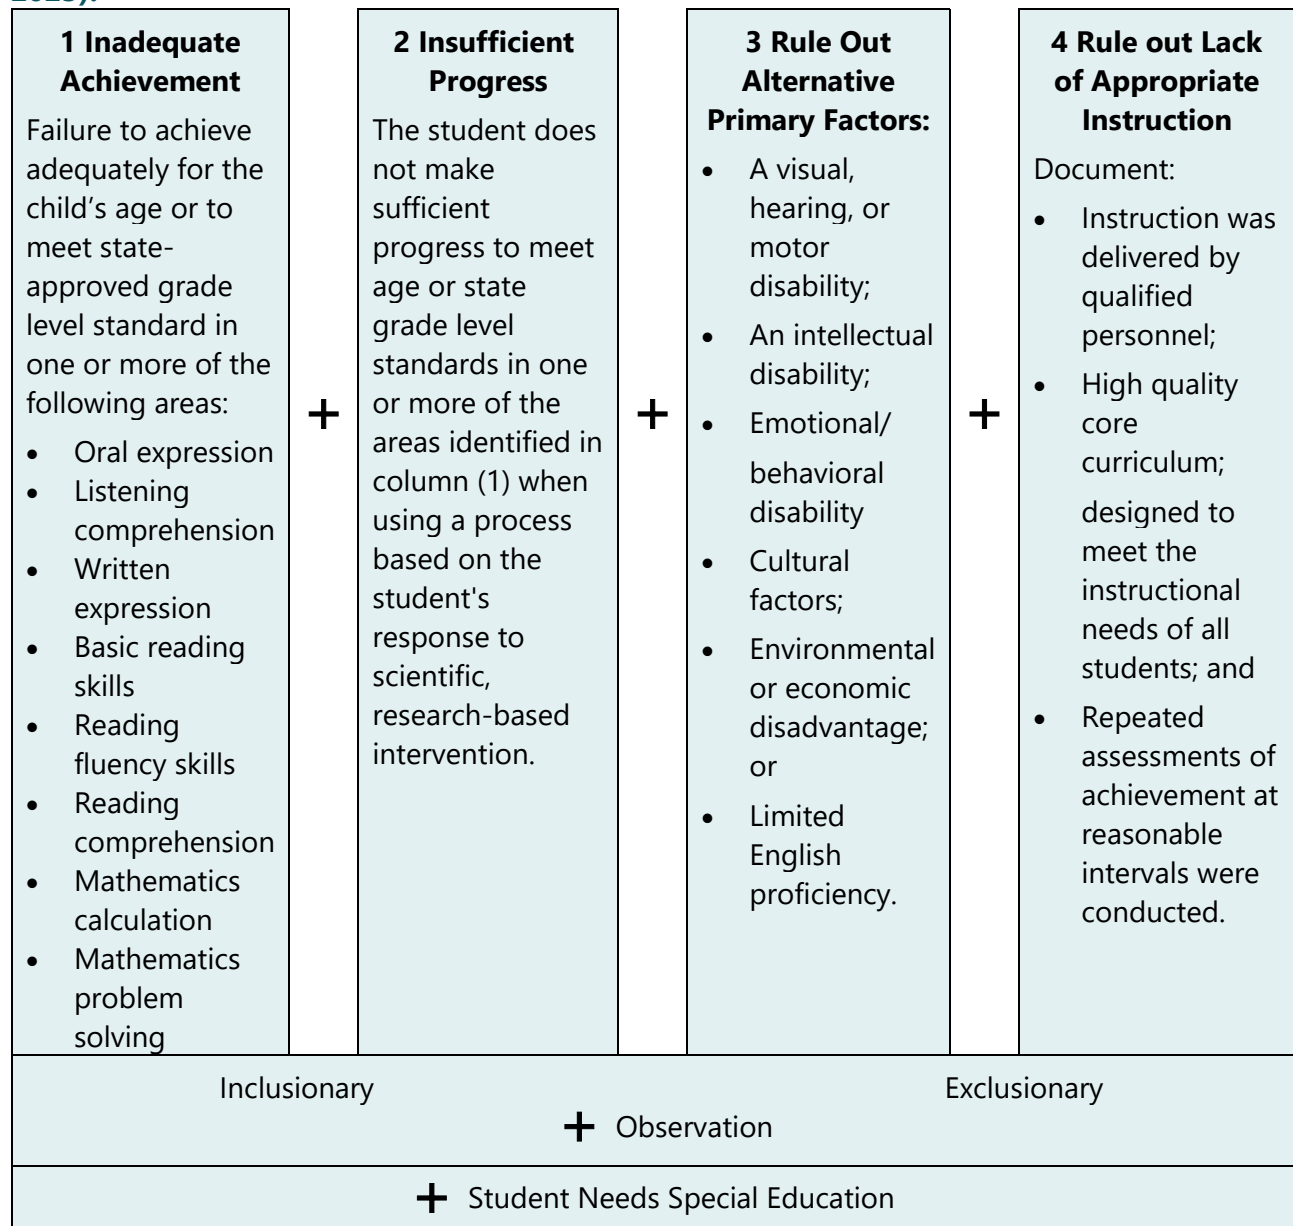 1 Inadequate
Achievement
Failure to achieve
adequately for the
child’s age or to
meet state-
approved grade
level standard in
one or more of the
following areas:
• Oral expression
• Listening
comprehension
• Written
expression
• Basic reading
skills
• Reading
fluency skills
• Reading
comprehension
• Mathematics
calculation
• Mathematics
problem
solving
+
2 Insufficient
Progress
The student does
not make
sufficient
progress to meet
age or state
grade level
standards in one
or more of the
areas identified in
column (1) when
using a process
based on the
student's
response to
scientific,
research-based
intervention.
+
3 Rule Out
Alternative
Primary Factors:
• A visual,
hearing, or
motor
disability;
• An intellectual
disability;
• Emotional/
behavioral
disability
• Cultural
factors;
• Environmental
or economic
disadvantage;
or
• Limited
English
proficiency.
+
4 Rule out Lack
of Appropriate
Instruction
Document:
• Instruction was
delivered by
qualified
personnel;
• High quality
core
curriculum;
designed to
meet the
instructional
needs of all
students; and
• Repeated
assessments of
achievement at
reasonable
intervals were
conducted.
Inclusionary Exclusionary
+ Observation
+ Student Needs Special Education